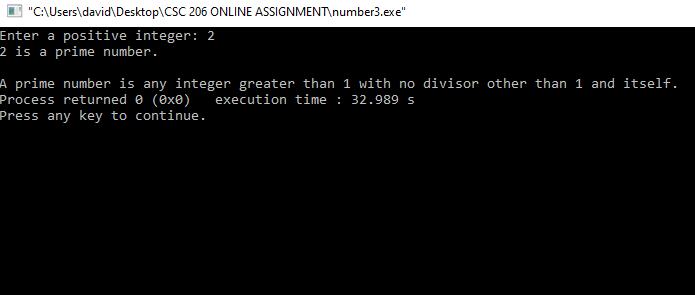 "C:\Users\david\Desktop\CSC 206 ONLINE ASSIGNMENT\number3.exe"
Enter a positive integer: 2
2 is a prime number.
A prime number is any integer greater than 1 with no divisor other than 1 and itself.
Process returned 0 (0x0)   execution time : 32.989 s
Press any key to continue.